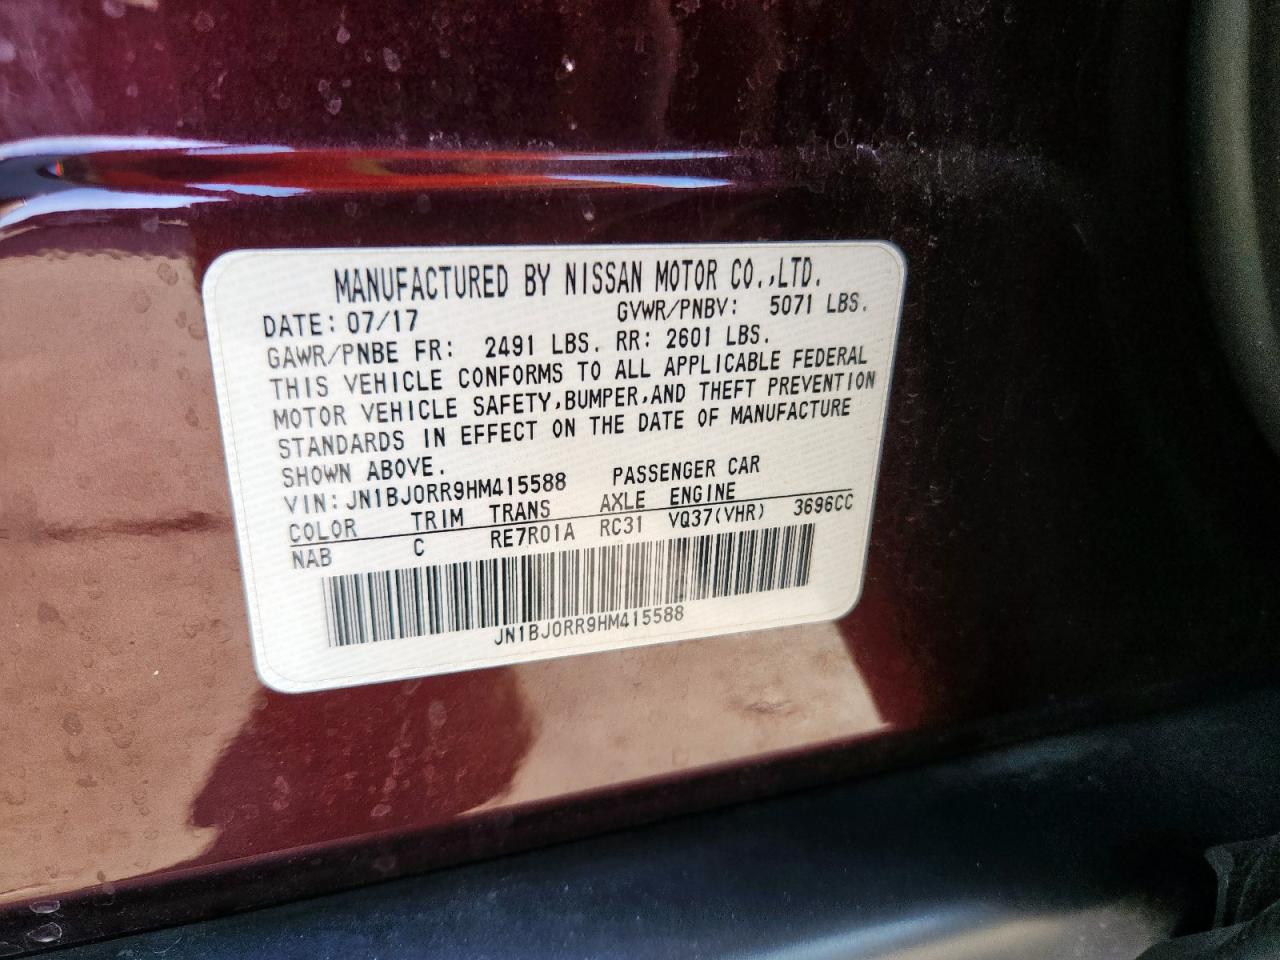 MANUFACTURED BY NISSAN MOTOR CO.,LTD.
DATE: 07/17 GVWR/PNBV: 5071 LBS.
GAWR/PNBE FR: 2491 LBS. RR: 2601 LBS.
THIS VEHICLE CONFORMS TO ALL APPLICABLE FEDERAL
MOTOR VEHICLE SAFETY,BUMPER,AND THEFT PREVENTION
STANDARDS IN EFFECT ON THE DATE OF MANUFACTURE
SHOWN ABOVE.
VIN: JN1BJ0RR9HM415588 PASSENGER CAR
COLOR TRIM TRANS AXLE ENGINE
NAB C RE7R01A RC31 VQ37(VHR) 3696CC
JN1BJ0RR9HM415588